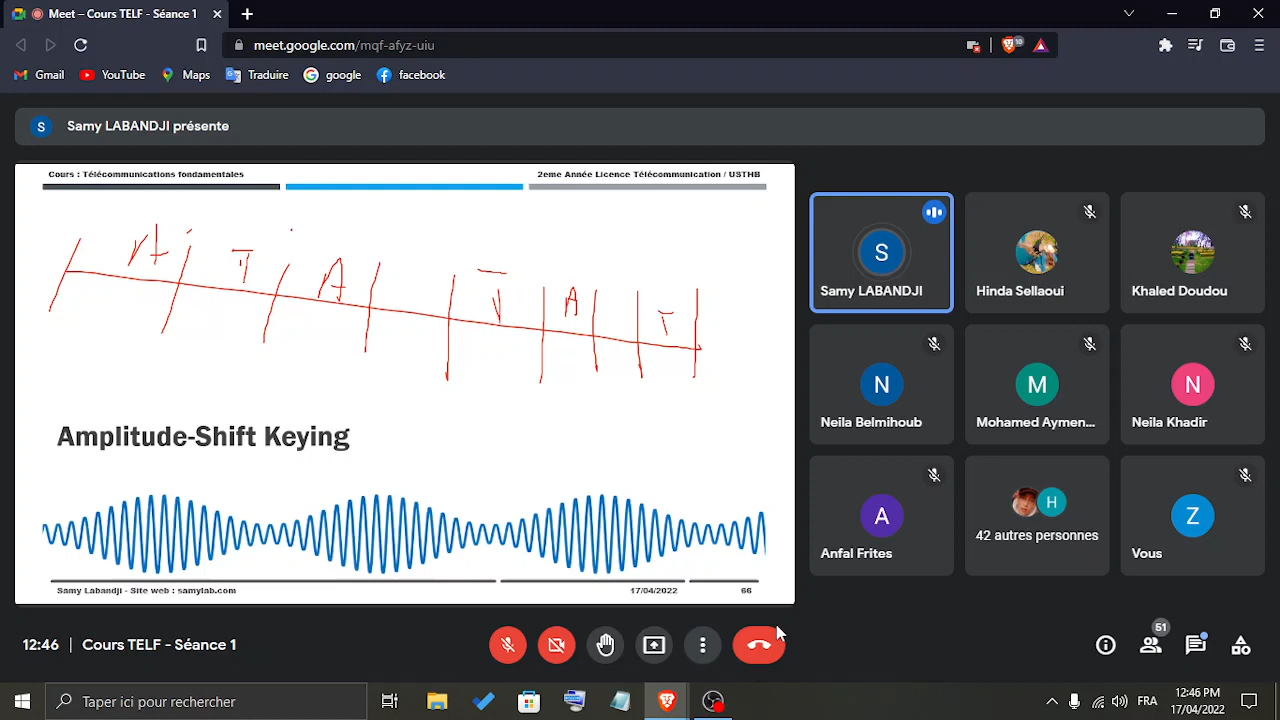 Meet – Cours TELF - Séance 1
meet.google.com/mqf-afyz-uiu
10
Gmail YouTube Maps Traduire google facebook
S Samy LABANDJI présente
Cours : Télécommunications fondamentales 2eme Année Licence Télécommunication / USTHB
A T A T A T
Amplitude-Shift Keying
Samy Labandji - Site web : samylab.com 17/04/2022 66
S
Samy LABANDJI
Hinda Sellaoui
Khaled Doudou
N
Neila Belmihoub
M
Mohamed Aymen...
N
Neila Khadir
A
Anfal Frites
H
42 autres personnes
Z
Vous
12:46 Cours TELF - Séance 1
51
Taper ici pour rechercher
FRA
12:46 PM
17/04/2022